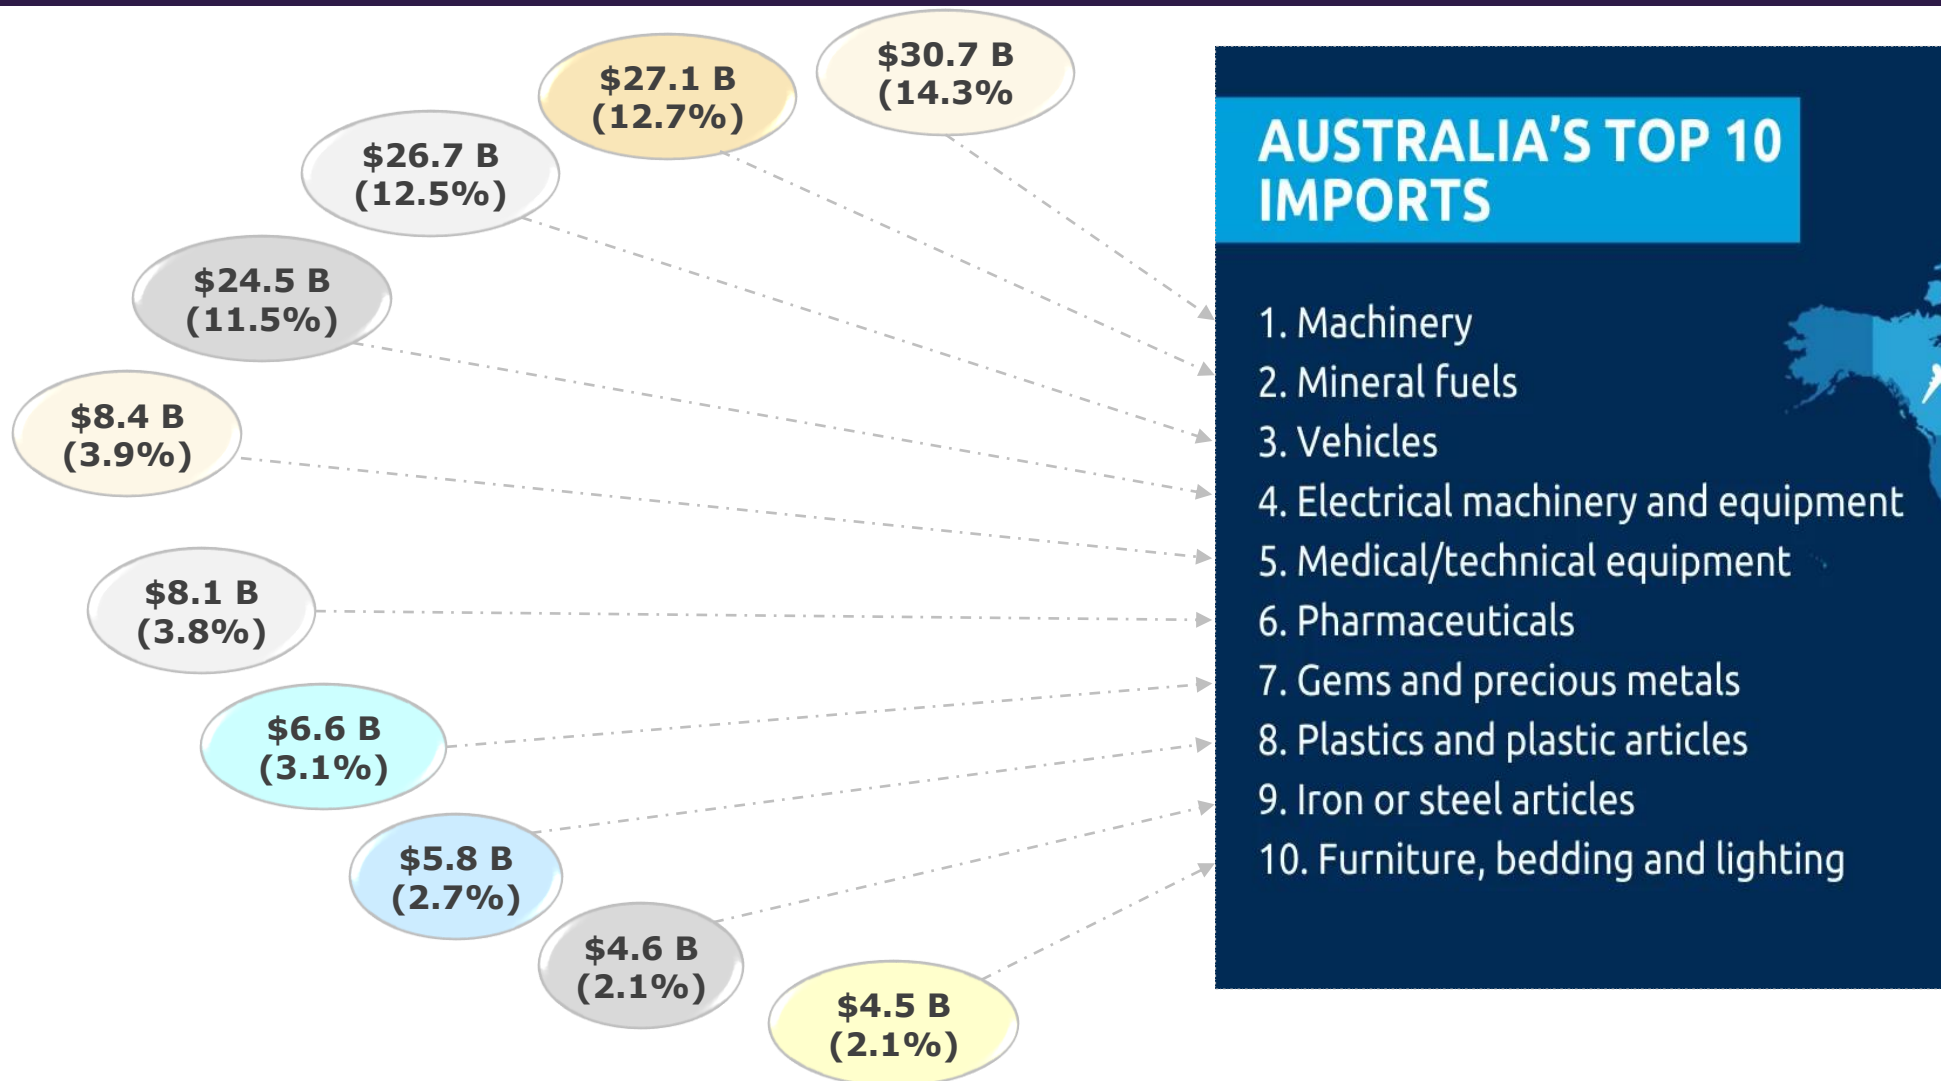 $30.7 B
(14.3%
$27.1 B
(12.7%)
$26.7 B
(12.5%)
$24.5 B
(11.5%)
$8.4 B
(3.9%)
$8.1 B
(3.8%)
$6.6 B
(3.1%)
$5.8 B
(2.7%)
$4.6 B
(2.1%)
$4.5 B
(2.1%)
AUSTRALIA'S TOP 10
IMPORTS
1. Machinery
2. Mineral fuels
3. Vehicles
4. Electrical machinery and equipment
5. Medical/technical equipment
6. Pharmaceuticals
7. Gems and precious metals
8. Plastics and plastic articles
9. Iron or steel articles
10. Furniture, bedding and lighting